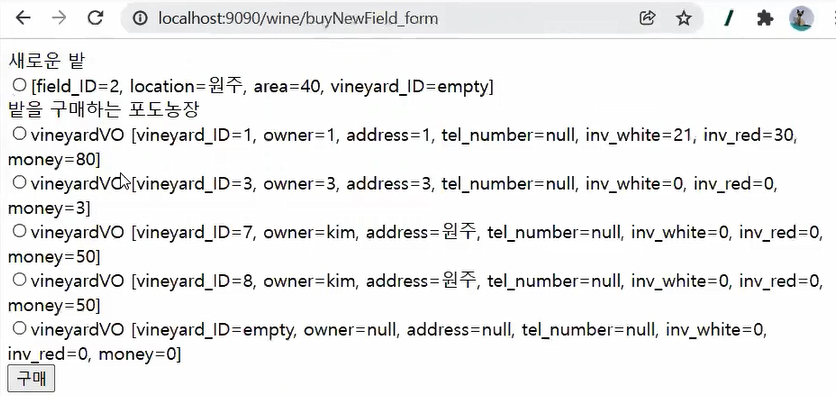 localhost:9090/wine/buyNewField_form
새로운 밭
[field_ID=2, location=원주, area=40, vineyard_ID=empty]
밭을 구매하는 포도농장
vineyardVO [vineyard_ID=1, owner=1, address=1, tel_number=null, inv_white=21, inv_red=30,
money=80]
vineyardVO [vineyard_ID=3, owner=3, address=3, tel_number=null, inv_white=0, inv_red=0,
money=3]
vineyardVO [vineyard_ID=7, owner=kim, address=원주, tel_number=null, inv_white=0, inv_red=0,
money=50]
vineyardVO [vineyard_ID=8, owner=kim, address=원주, tel_number=null, inv_white=0, inv_red=0,
money=50]
vineyardVO [vineyard_ID=empty, owner=null, address=null, tel_number=null, inv_white=0,
inv_red=0, money=0]
구매